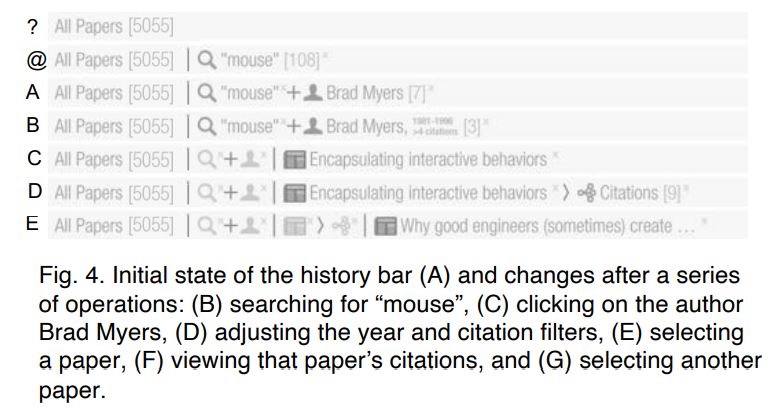 ? All Papers [5055]
@ All Papers [5055] | "mouse" [108] ×
A All Papers [5055] | "mouse" × + Brad Myers [7] ×
B All Papers [5055] | "mouse" × + Brad Myers, 1981-1996 >4 citations [3] ×
C All Papers [5055] | × + × | Encapsulating interactive behaviors ×
D All Papers [5055] | × + × | Encapsulating interactive behaviors × 〉 Citations [9] ×
E All Papers [5055] | × + × | × 〉 × | Why good engineers (sometimes) create ... ×
Fig. 4. Initial state of the history bar (A) and changes after a series
of operations: (B) searching for “mouse”, (C) clicking on the author
Brad Myers, (D) adjusting the year and citation filters, (E) selecting
a paper, (F) viewing that paper’s citations, and (G) selecting another
paper.